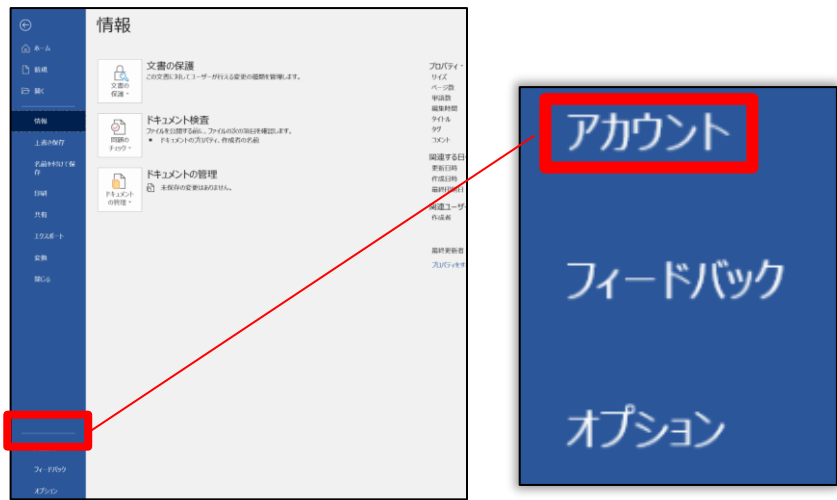 情報
ホーム
新規
開く
情報
上書き保存
名前を付けて保
存
印刷
共有
エクスポート
変換
閉じる
フィードバック
オプション
文書の
保護
文書の保護
この文書に対してユーザーが行える変更の種類を管理します。
問題の
チェック
ドキュメント検査
ファイルを公開する前に、ファイルの次の項目を確認します。
ドキュメントのプロパティ、作成者の名前
ドキュメント
の管理
ドキュメントの管理
未保存の変更はありません。
プロパティ
サイズ
ページ数
単語数
編集時間
タイトル
タグ
コメント
関連する日
更新日時
作成日時
最終印刷日
関連ユーザー
作成者
最終更新者
プロパティをす
アカウント
フィードバック
オプション